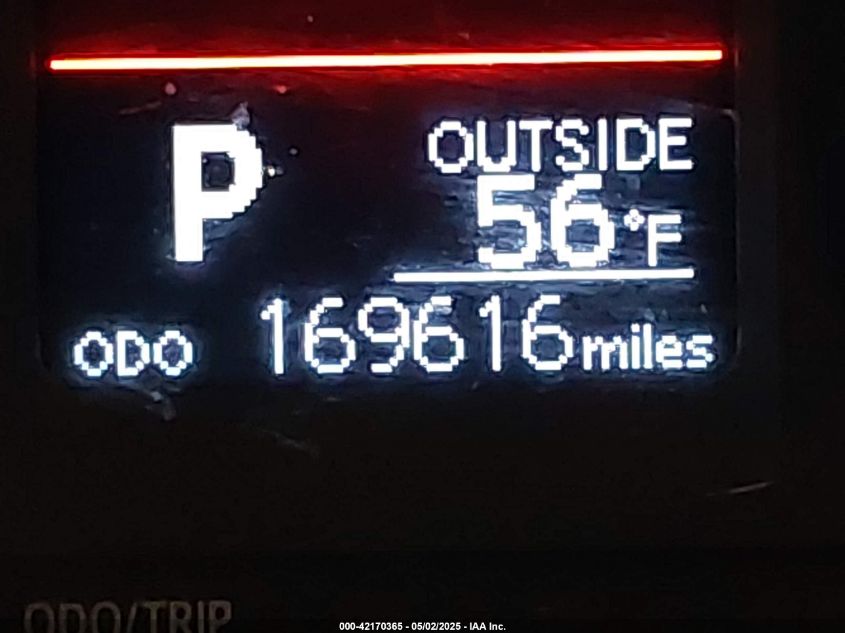 P
OUTSIDE
56°F
ODO 169616 miles
ODO/TRIP
000-42170365 - 05/02/2025 - IAA Inc.